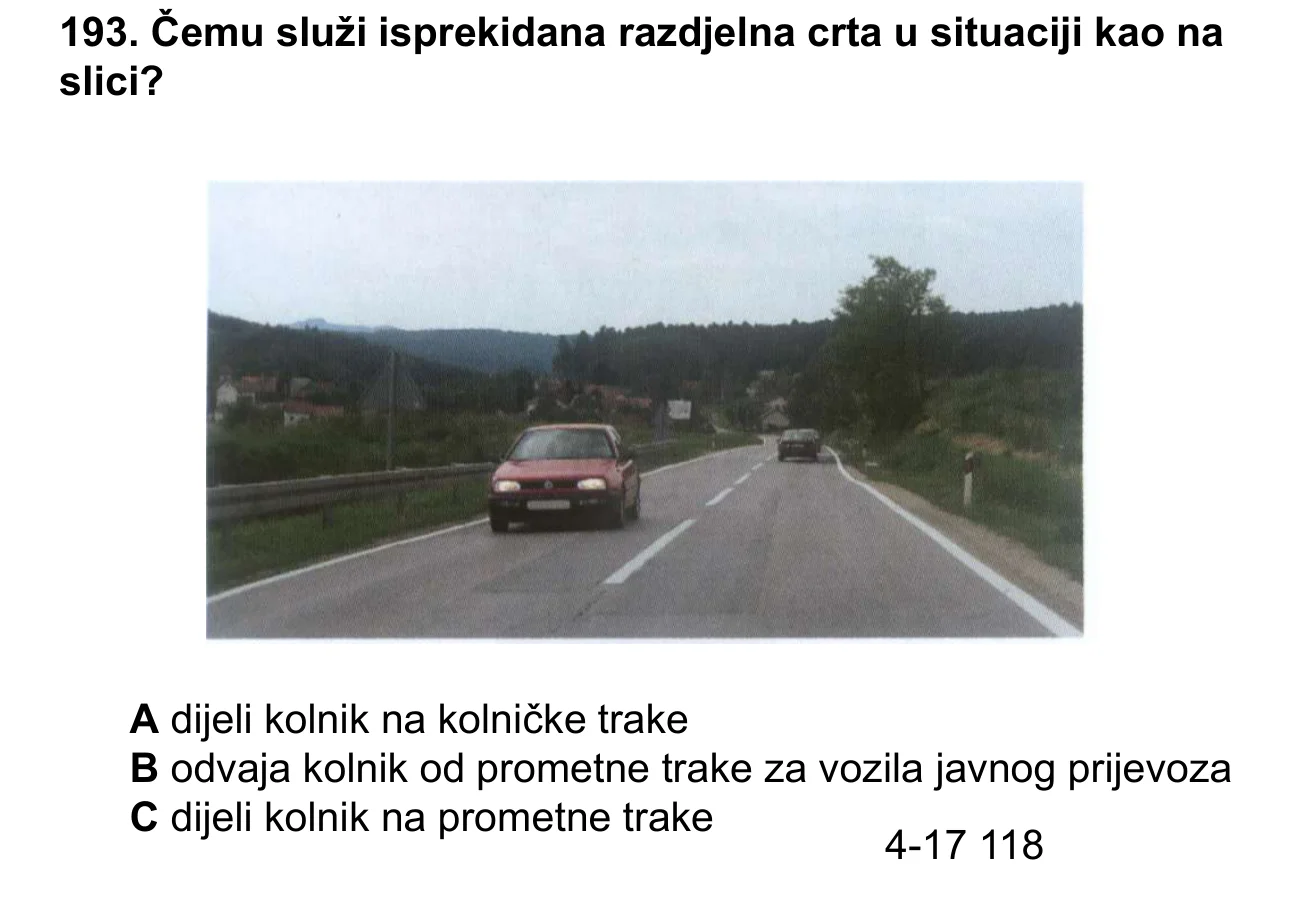 193. Čemu služi isprekidana razdjelna crta u situaciji kao na
slici?
A dijeli kolnik na kolničke trake
B odvaja kolnik od prometne trake za vozila javnog prijevoza
C dijeli kolnik na prometne trake
4-17 118